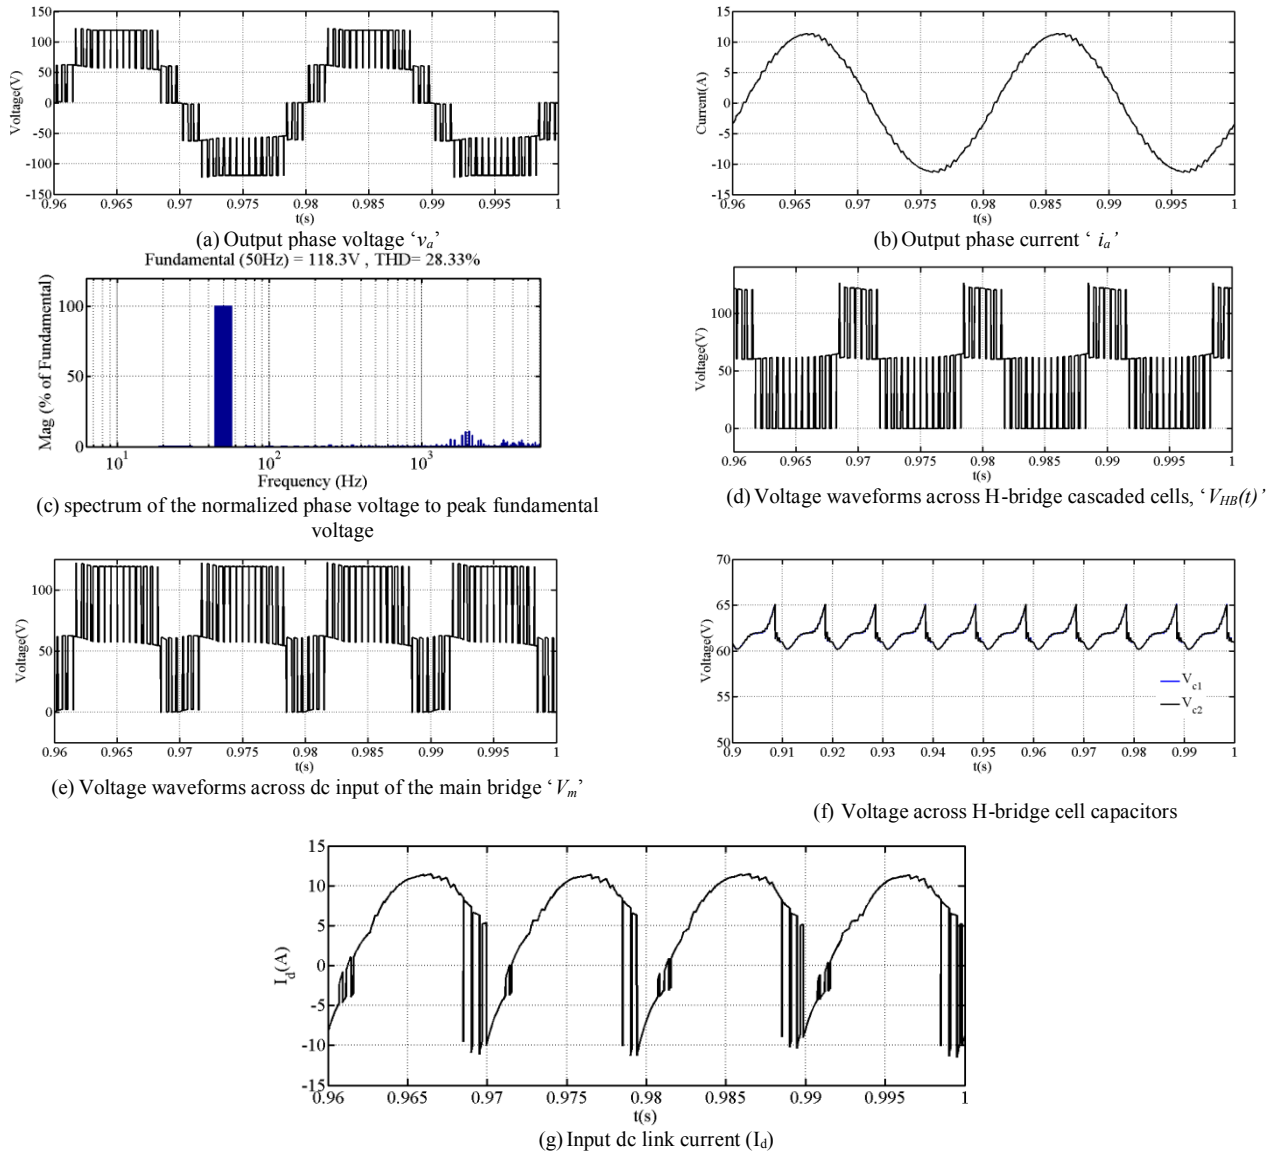 150
100
50
0
-50
-100
-150
0.96 0.965 0.97 0.975 0.98 0.985 0.99 0.995 1
Voltage(V)
t(s)
(a) Output phase voltage ‘va’
15
10
5
0
-5
-10
-15
0.96 0.965 0.97 0.975 0.98 0.985 0.99 0.995 1
Current(A)
t(s)
(b) Output phase current ‘ ia’
Fundamental (50Hz) = 118.3V , THD= 28.33%
100
50
0
10^1 10^2 10^3
Mag (% of Fundamental)
Frequency (Hz)
(c) spectrum of the normalized phase voltage to peak fundamental
voltage
100
50
0
0.96 0.965 0.97 0.975 0.98 0.985 0.99 0.995 1
Voltage(V)
t(s)
(d) Voltage waveforms across H-bridge cascaded cells, ‘VHB(t)’
100
50
0
0.96 0.965 0.97 0.975 0.98 0.985 0.99 0.995 1
Voltage(V)
t(s)
(e) Voltage waveforms across dc input of the main bridge ‘Vm’
70
65
60
55
50
0.9 0.91 0.92 0.93 0.94 0.95 0.96 0.97 0.98 0.99 1
Voltage(V)
t(s)
Vc1
Vc2
(f) Voltage across H-bridge cell capacitors
15
10
5
0
-5
-10
-15
0.96 0.965 0.97 0.975 0.98 0.985 0.99 0.995 1
Id(A)
t(s)
(g) Input dc link current (Id)